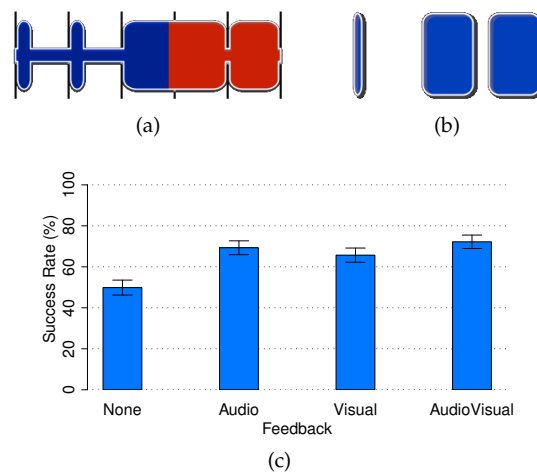 (a)
(b)
Success Rate (%)
100
80
60
40
20
0
None
Audio
Visual
AudioVisual
Feedback
(c)